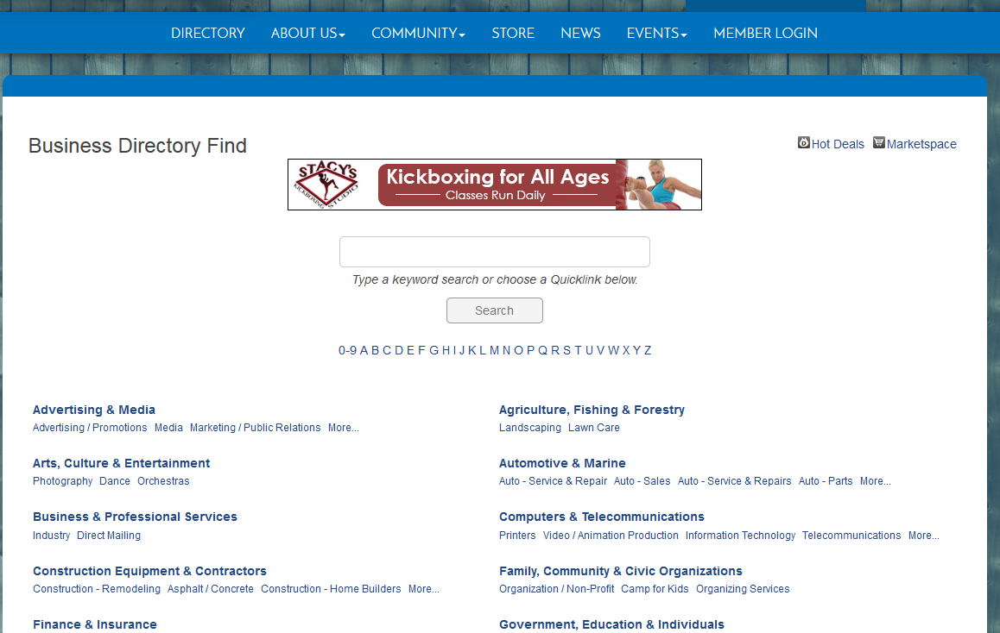 DIRECTORY ABOUT US COMMUNITY STORE NEWS EVENTS MEMBER LOGIN
Business Directory Find
Hot Deals Marketspace
STACY'S
KICKBOXING STUDIO
Kickboxing for All Ages
Classes Run Daily
Type a keyword search or choose a Quicklink below.
Search
0-9 A B C D E F G H I J K L M N O P Q R S T U V W X Y Z
Advertising & Media
Advertising / Promotions Media Marketing / Public Relations More...
Agriculture, Fishing & Forestry
Landscaping Lawn Care
Arts, Culture & Entertainment
Photography Dance Orchestras
Automotive & Marine
Auto - Service & Repair Auto - Sales Auto - Service & Repairs Auto - Parts More...
Business & Professional Services
Industry Direct Mailing
Computers & Telecommunications
Printers Video / Animation Production Information Technology Telecommunications More...
Construction Equipment & Contractors
Construction - Remodeling Asphalt / Concrete Construction - Home Builders More...
Family, Community & Civic Organizations
Organization / Non-Profit Camp for Kids Organizing Services
Finance & Insurance
Government, Education & Individuals